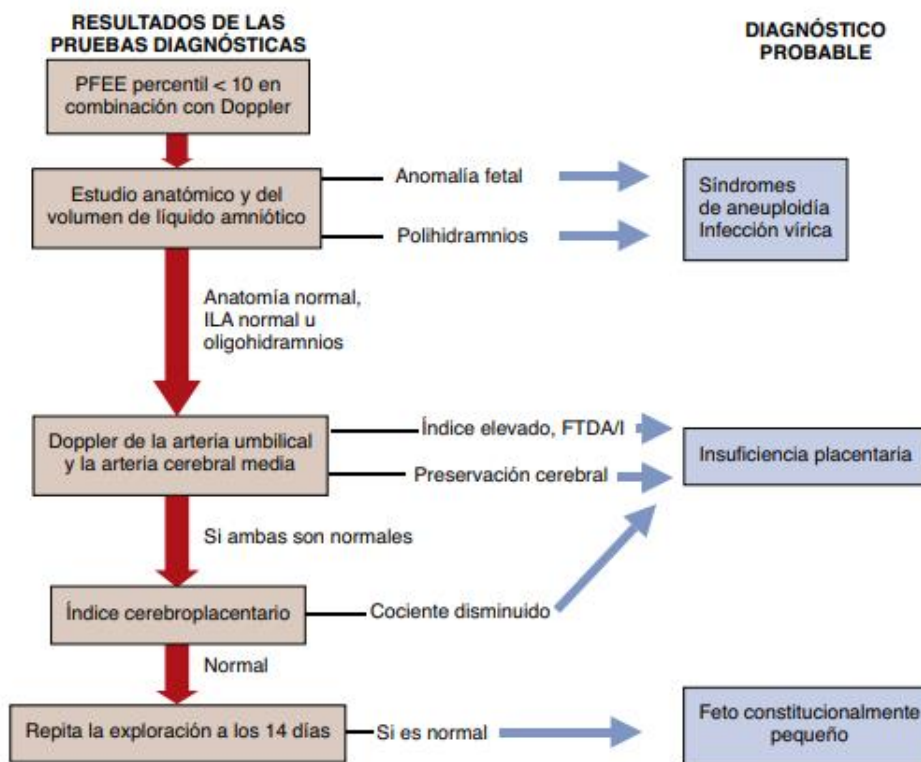 RESULTADOS DE LAS
PRUEBAS DIAGNÓSTICAS
DIAGNÓSTICO
PROBABLE
PFEE percentil < 10 en
combinación con Doppler
Estudio anatómico y del
volumen de líquido amniótico
Anomalía fetal
Polihidramnios
Síndromes
de aneuploidía
Infección vírica
Anatomía normal,
ILA normal u
oligohidramnios
Doppler de la arteria umbilical
y la arteria cerebral media
Índice elevado, FTDA/I
Preservación cerebral
Insuficiencia placentaria
Si ambas son normales
Índice cerebroplacentario
Cociente disminuido
Normal
Repita la exploración a los 14 días
Si es normal
Feto constitucionalmente
pequeño